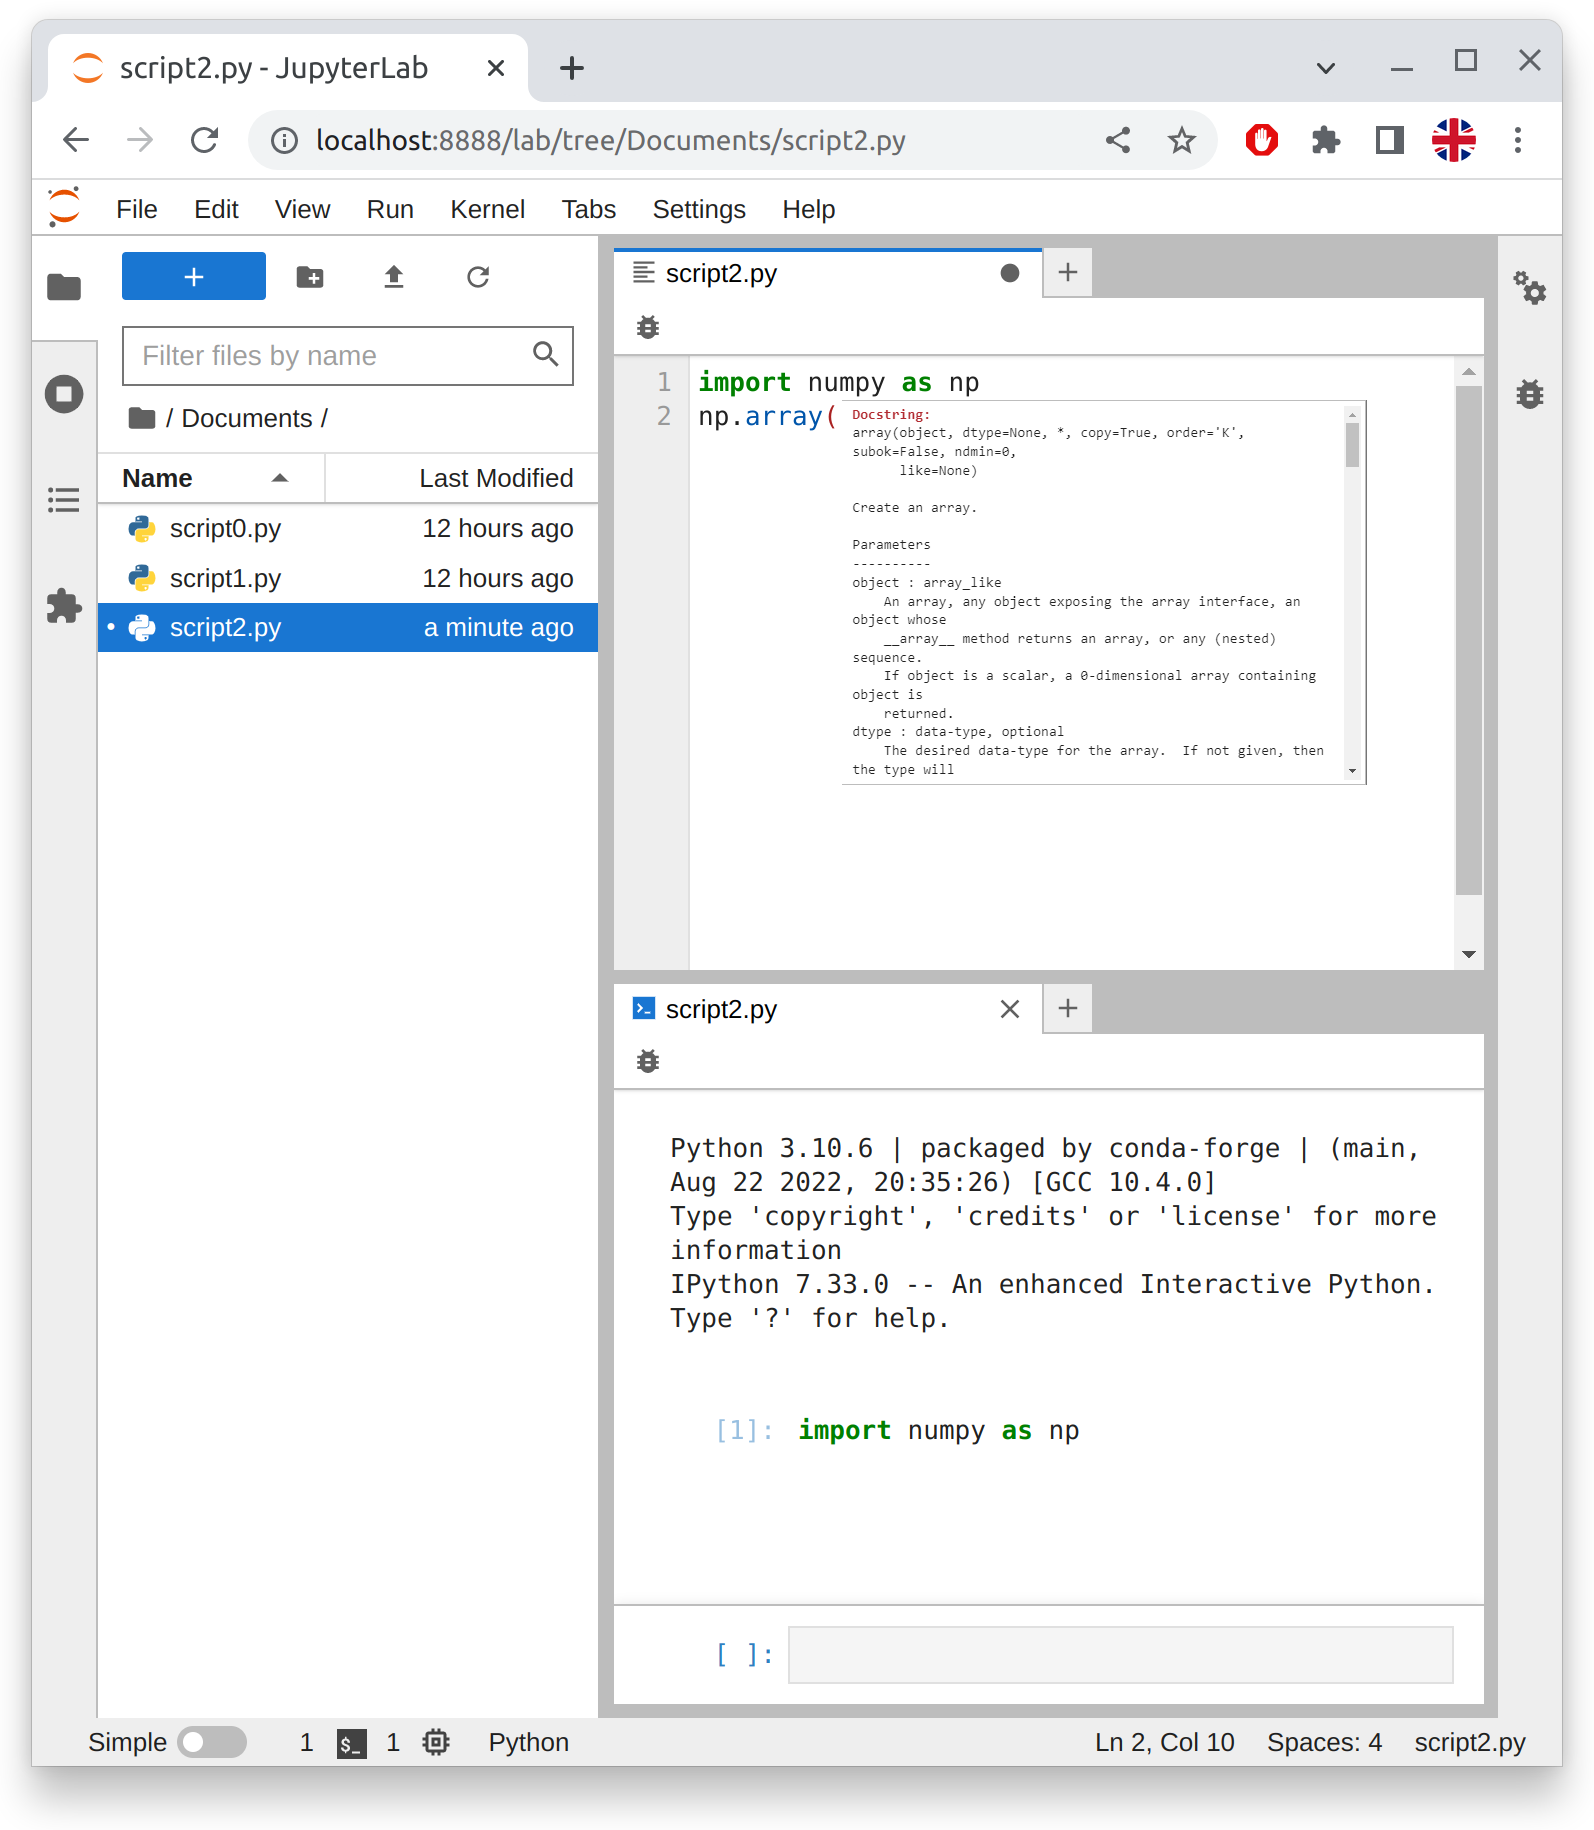 script2.py - JupyterLab
localhost:8888/lab/tree/Documents/script2.py
File Edit View Run Kernel Tabs Settings Help
Filter files by name
/ Documents /
Name Last Modified
script0.py 12 hours ago
script1.py 12 hours ago
script2.py a minute ago
script2.py
1 import numpy as np
2 np.array(
Docstring:
array(object, dtype=None, *, copy=True, order='K',
subok=False, ndmin=0,
      like=None)
Create an array.
Parameters
----------
object : array_like
    An array, any object exposing the array interface, an
object whose
    __array__ method returns an array, or any (nested)
sequence.
    If object is a scalar, a 0-dimensional array containing
object is
    returned.
dtype : data-type, optional
    The desired data-type for the array.  If not given, then
the type will
script2.py
Python 3.10.6 | packaged by conda-forge | (main,
Aug 22 2022, 20:35:26) [GCC 10.4.0]
Type 'copyright', 'credits' or 'license' for more
information
IPython 7.33.0 -- An enhanced Interactive Python.
Type '?' for help.
[1]: import numpy as np
[ ]:
Simple 1 $_ 1 Python Ln 2, Col 10 Spaces: 4 script2.py